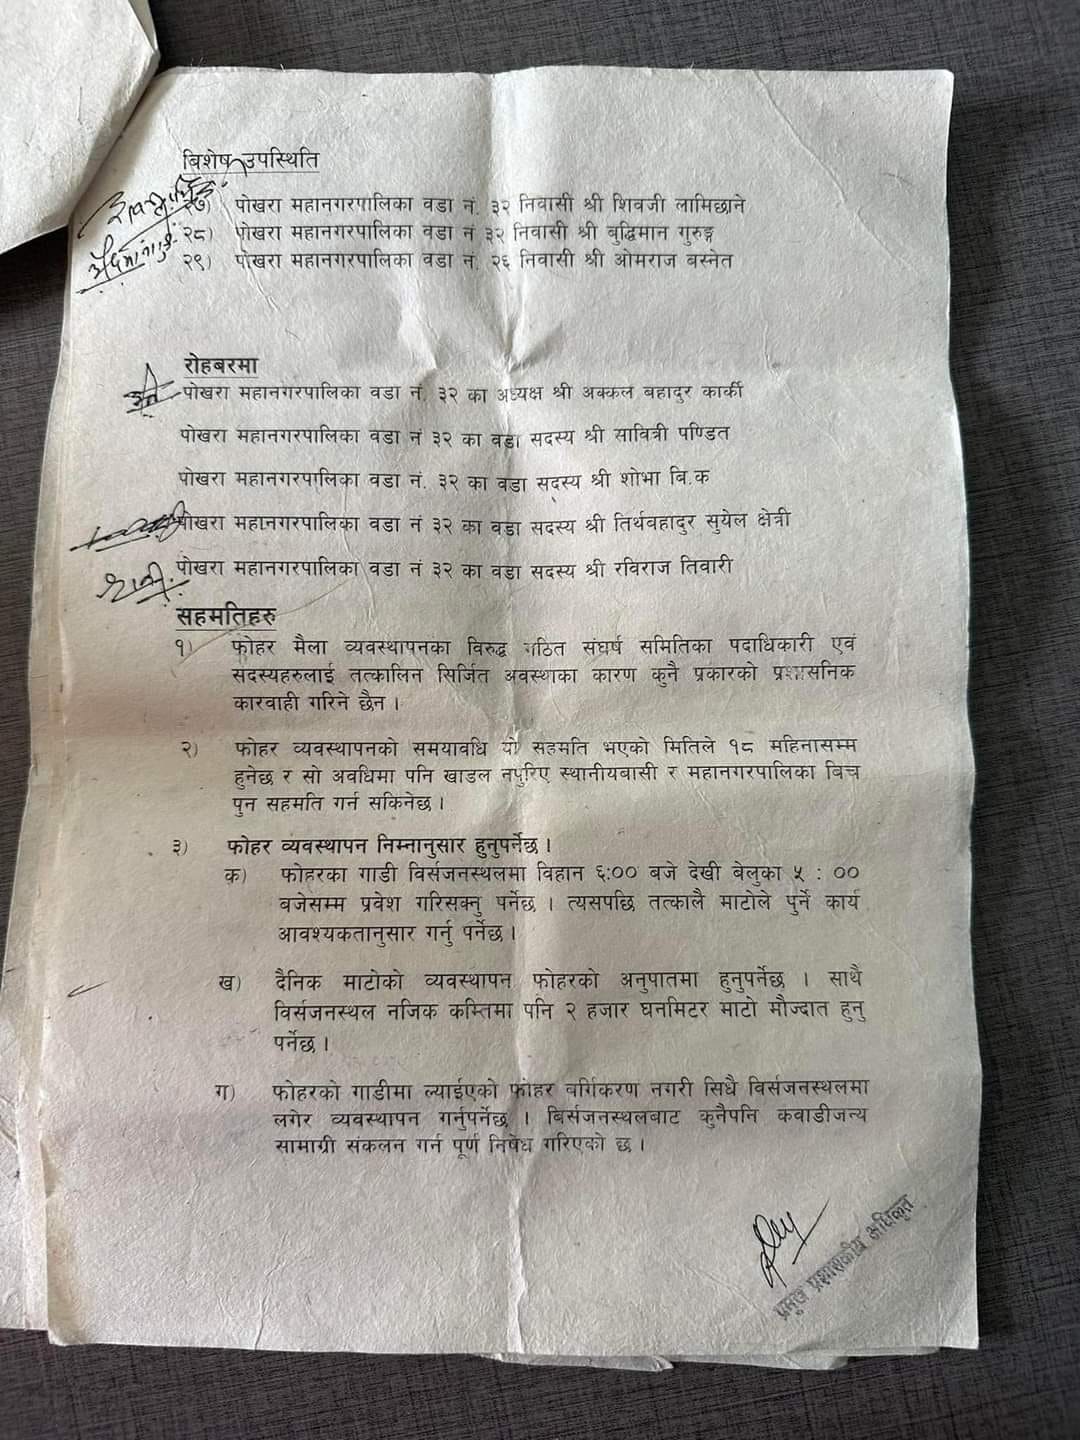 विशेष उपस्थिति
२७) पोखरा महानगरपालिका वडा नं. ३२ निवासी श्री शिवजी लामिछाने
२८) पोखरा महानगरपालिका वडा नं ३२ निवासी श्री बुद्धिमान गुरुङ्ग
२९) पोखरा महानगरपालिका वडा नं. २६ निवासी श्री ओमराज बस्नेत
रोहबरमा
पोखरा महानगरपालिका वडा नं. ३२ का अध्यक्ष श्री अक्कल बहादुर कार्की
पोखरा महानगरपालिका वडा नं ३२ का वडा सदस्य श्री सावित्री पण्डित
पोखरा महानगरपालिका वडा नं. ३२ का वडा सदस्य श्री शोभा बि.क
पोखरा महानगरपालिका वडा नं ३२ का वडा सदस्य श्री तिर्थबहादुर सुयेल क्षेत्री
पोखरा महानगरपालिका वडा नं ३२ का वडा सदस्य श्री रविराज तिवारी
सहमतिहरु
१) फोहर मैला व्यवस्थापनका विरुद्ध गठित संघर्ष समितिका पदाधिकारी एवं
सदस्यहरुलाई तत्कालिन सिर्जित अवस्थाका कारण कुनै प्रकारको प्रशासनिक
कारवाही गरिने छैन ।
२) फोहर व्यवस्थापनको समयावधि यो सहमति भएको मितिले १८ महिनासम्म
हुनेछ र सो अवधिमा पनि खाडल नपुरिए स्थानीयबासी र महानगरपालिका बिच
पुन सहमति गर्न सकिनेछ ।
३) फोहर व्यवस्थापन निम्नानुसार हुनुपर्नेछ ।
क) फोहरका गाडी विर्सजनस्थलमा विहान ६:०० बजे देखी बेलुका ५ : ००
बजेसम्म प्रवेश गरिसक्नु पर्नेछ । त्यसपछि तत्कालै माटोले पुर्ने कार्य
आवश्यकतानुसार गर्नु पर्नेछ ।
ख) दैनिक माटोको व्यवस्थापन फोहरको अनुपातमा हुनुपर्नेछ । साथै
विर्सजनस्थल नजिक कम्तिमा पनि २ हजार घनमिटर माटो मौज्दात हुनु
पर्नेछ ।
ग) फोहरको गाडीमा ल्याईएको फोहर वर्गिकरण नगरी सिधै विर्सजनस्थलमा
लगेर व्यवस्थापन गर्नुपर्नेछ । बिर्सजनस्थलबाट कुनैपनि कवाडीजन्य
सामाग्री संकलन गर्न पूर्ण निषेध गरिएको छ ।
प्रमुख प्रशासकीय अधिकृत